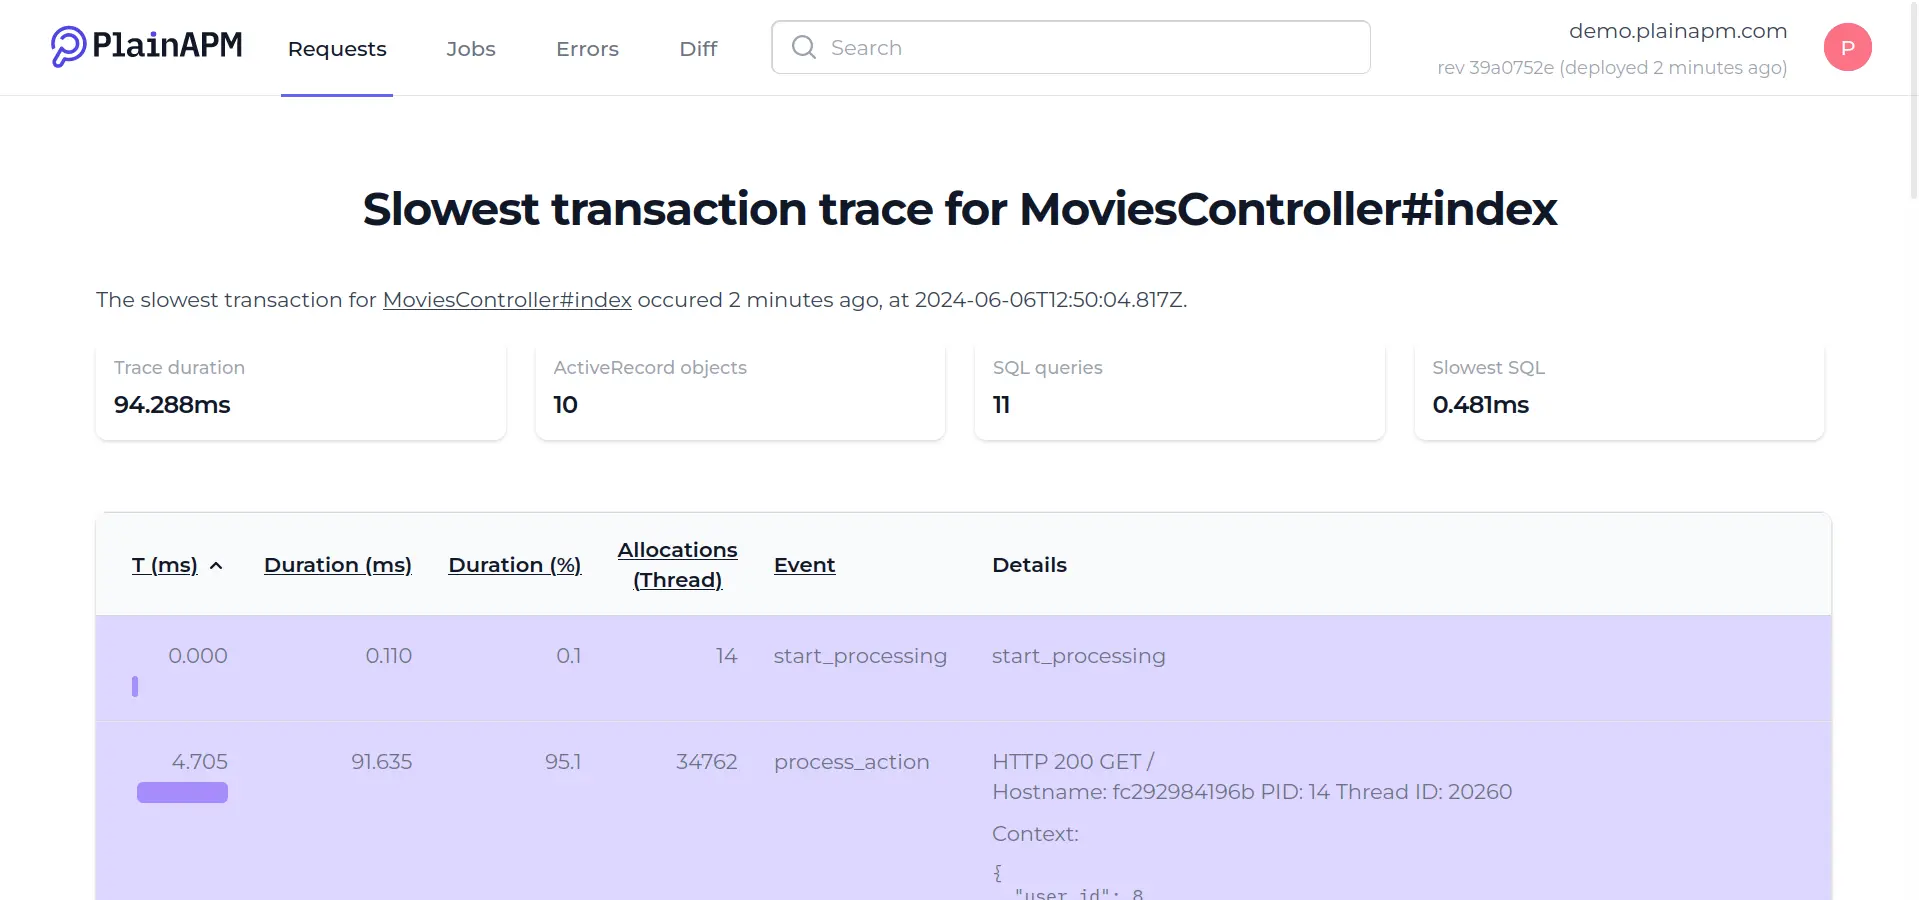 PlainAPM
Requests
Jobs
Errors
Diff
Search
demo.plainapm.com
rev 39a0752e (deployed 2 minutes ago)
P
Slowest transaction trace for MoviesController#index
The slowest transaction for MoviesController#index occured 2 minutes ago, at 2024-06-06T12:50:04.817Z.
Trace duration
94.288ms
ActiveRecord objects
10
SQL queries
11
Slowest SQL
0.481ms
T (ms)
Duration (ms)
Duration (%)
Allocations
(Thread)
Event
Details
0.000
0.110
0.1
14
start_processing
start_processing
4.705
91.635
95.1
34762
process_action
HTTP 200 GET /
Hostname: fc292984196b PID: 14 Thread ID: 20260
Context:
{
"user_id": 8